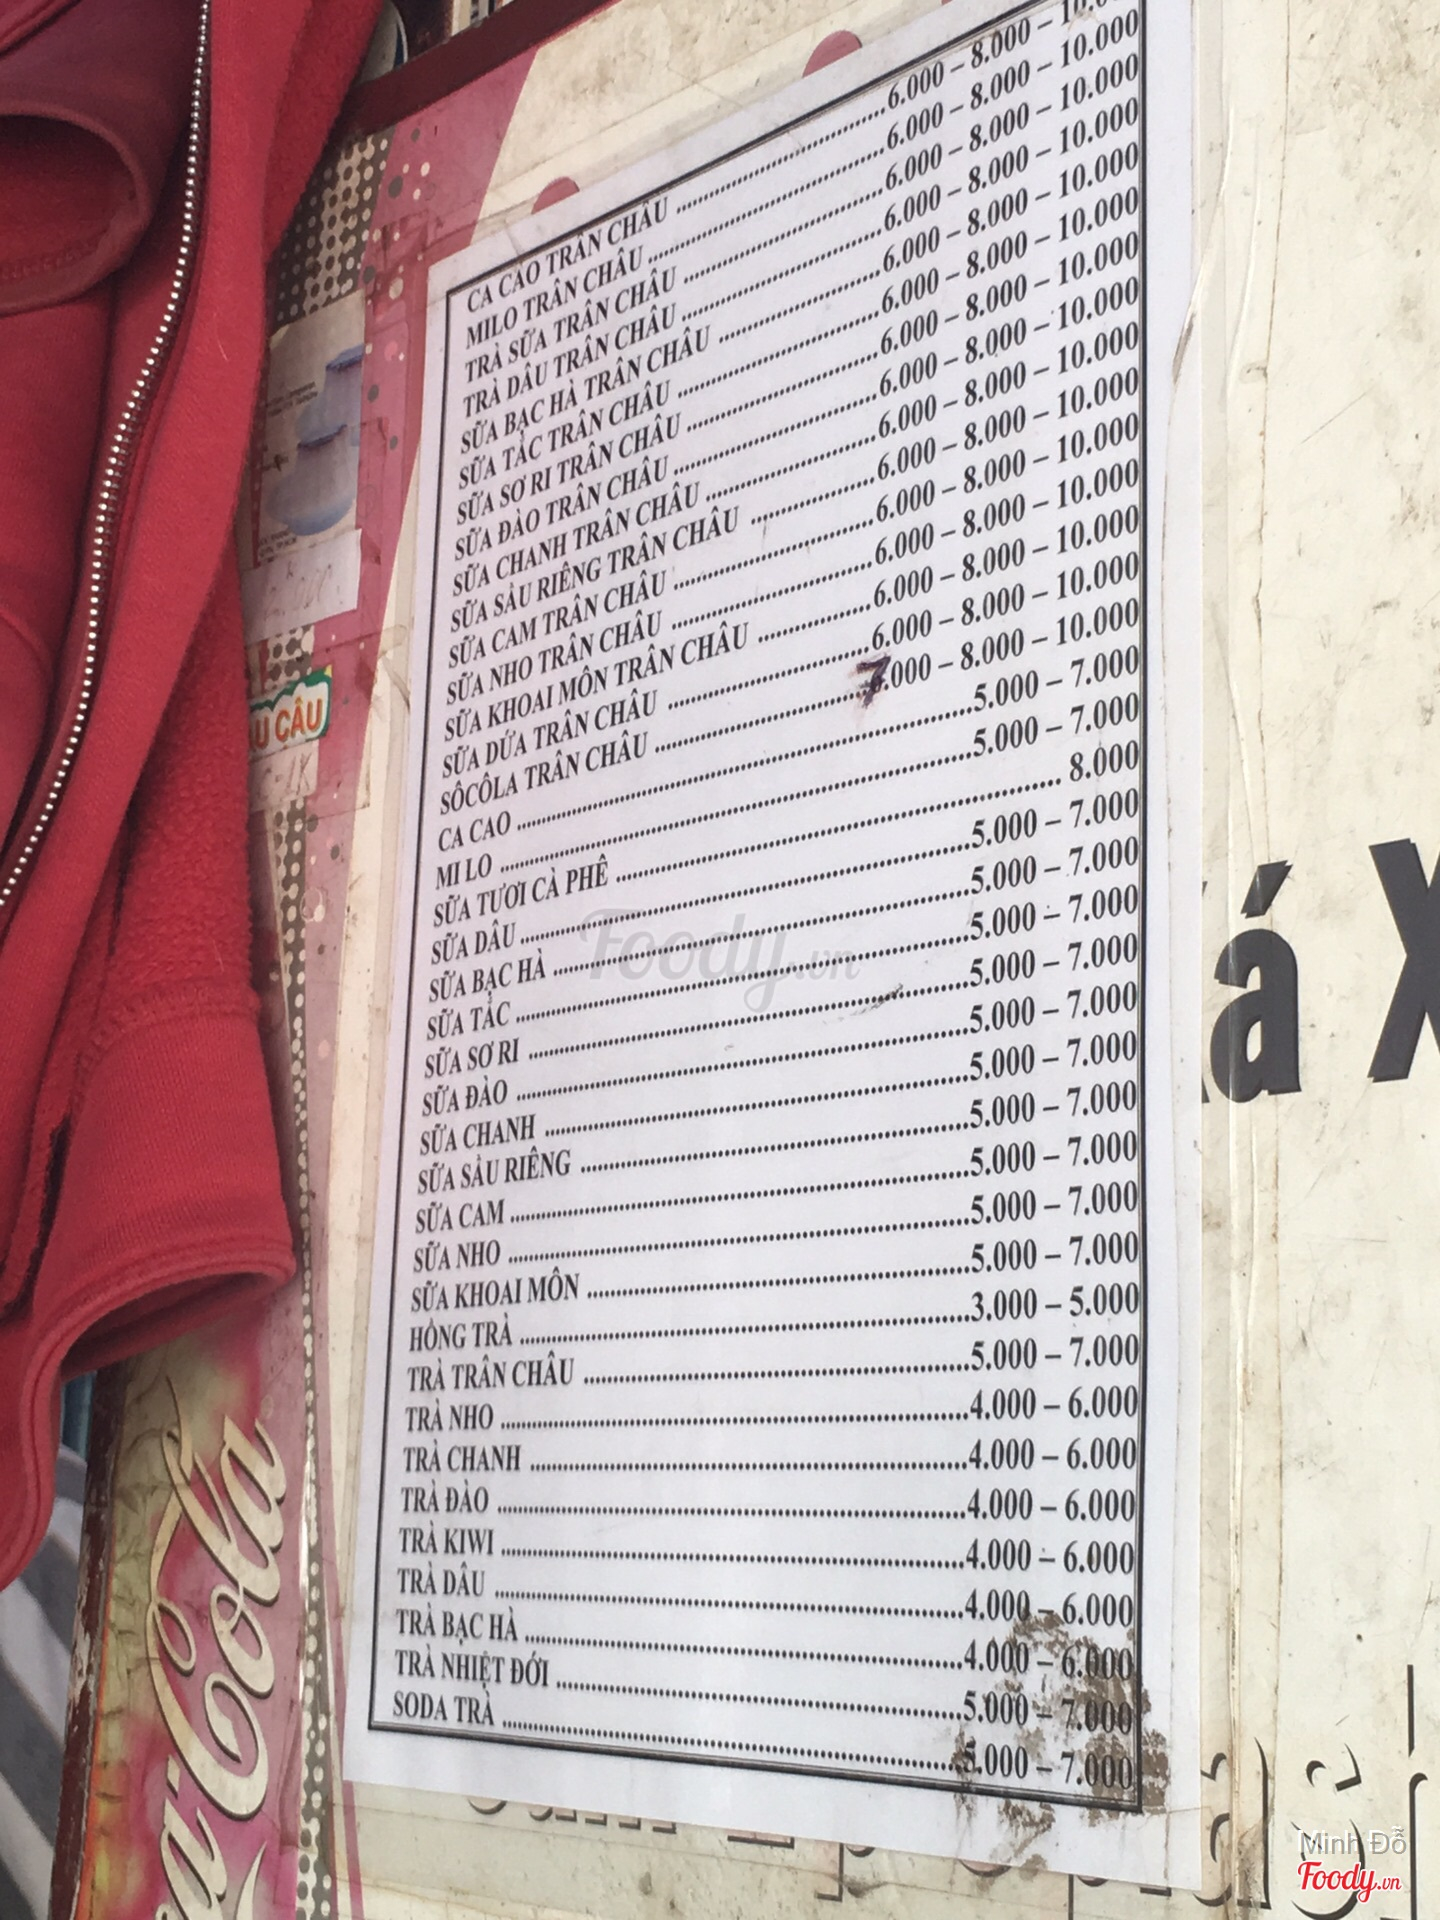 CA CAO TRÂN CHÂU ........ 6.000 – 8.000 – 10.000
MILO TRÂN CHÂU ........ 6.000 – 8.000 – 10.000
TRÀ SỮA TRÂN CHÂU ........ 6.000 – 8.000 – 10.000
TRÀ DÂU TRÂN CHÂU ........ 6.000 – 8.000 – 10.000
SỮA BẠC HÀ TRÂN CHÂU ........ 6.000 – 8.000 – 10.000
SỮA TẮC TRÂN CHÂU ........ 6.000 – 8.000 – 10.000
SỮA SƠ RI TRÂN CHÂU ........ 6.000 – 8.000 – 10.000
SỮA ĐÀO TRÂN CHÂU ........ 6.000 – 8.000 – 10.000
SỮA CHANH TRÂN CHÂU ........ 6.000 – 8.000 – 10.000
SỮA SẦU RIÊNG TRÂN CHÂU ........ 6.000 – 8.000 – 10.000
SỮA CAM TRÂN CHÂU ........ 6.000 – 8.000 – 10.000
SỮA NHO TRÂN CHÂU ........ 6.000 – 8.000 – 10.000
SỮA KHOAI MÔN TRÂN CHÂU ........ 6.000 – 8.000 – 10.000
SỮA DỨA TRÂN CHÂU ........ 6.000 – 8.000 – 10.000
SÔCÔLA TRÂN CHÂU ........ 7.000 – 8.000 – 10.000
CA CAO ........ 5.000 – 7.000
MI LO ........ 5.000 – 7.000
SỮA TƯƠI CÀ PHÊ ........ 8.000
SỮA DÂU ........ 5.000 – 7.000
SỮA BẠC HÀ ........ 5.000 – 7.000
SỮA TẮC ........ 5.000 – 7.000
SỮA SƠ RI ........ 5.000 – 7.000
SỮA ĐÀO ........ 5.000 – 7.000
SỮA CHANH ........ 5.000 – 7.000
SỮA SẦU RIÊNG ........ 5.000 – 7.000
SỮA CAM ........ 5.000 – 7.000
SỮA NHO ........ 5.000 – 7.000
SỮA KHOAI MÔN ........ 5.000 – 7.000
HỒNG TRÀ ........ 3.000 – 5.000
TRÀ TRÂN CHÂU ........ 5.000 – 7.000
TRÀ NHO ........ 4.000 – 6.000
TRÀ CHANH ........ 4.000 – 6.000
TRÀ ĐÀO ........ 4.000 – 6.000
TRÀ KIWI ........ 4.000 – 6.000
TRÀ DÂU ........ 4.000 – 6.000
TRÀ BẠC HÀ ........ 4.000 – 6.000
TRÀ NHIỆT ĐỚI ........ 5.000 – 7.000
SODA TRÀ ........ 5.000 – 7.000
Foody.vn
CÂU
Cola
á X
Minh Đỗ
Foody.vn